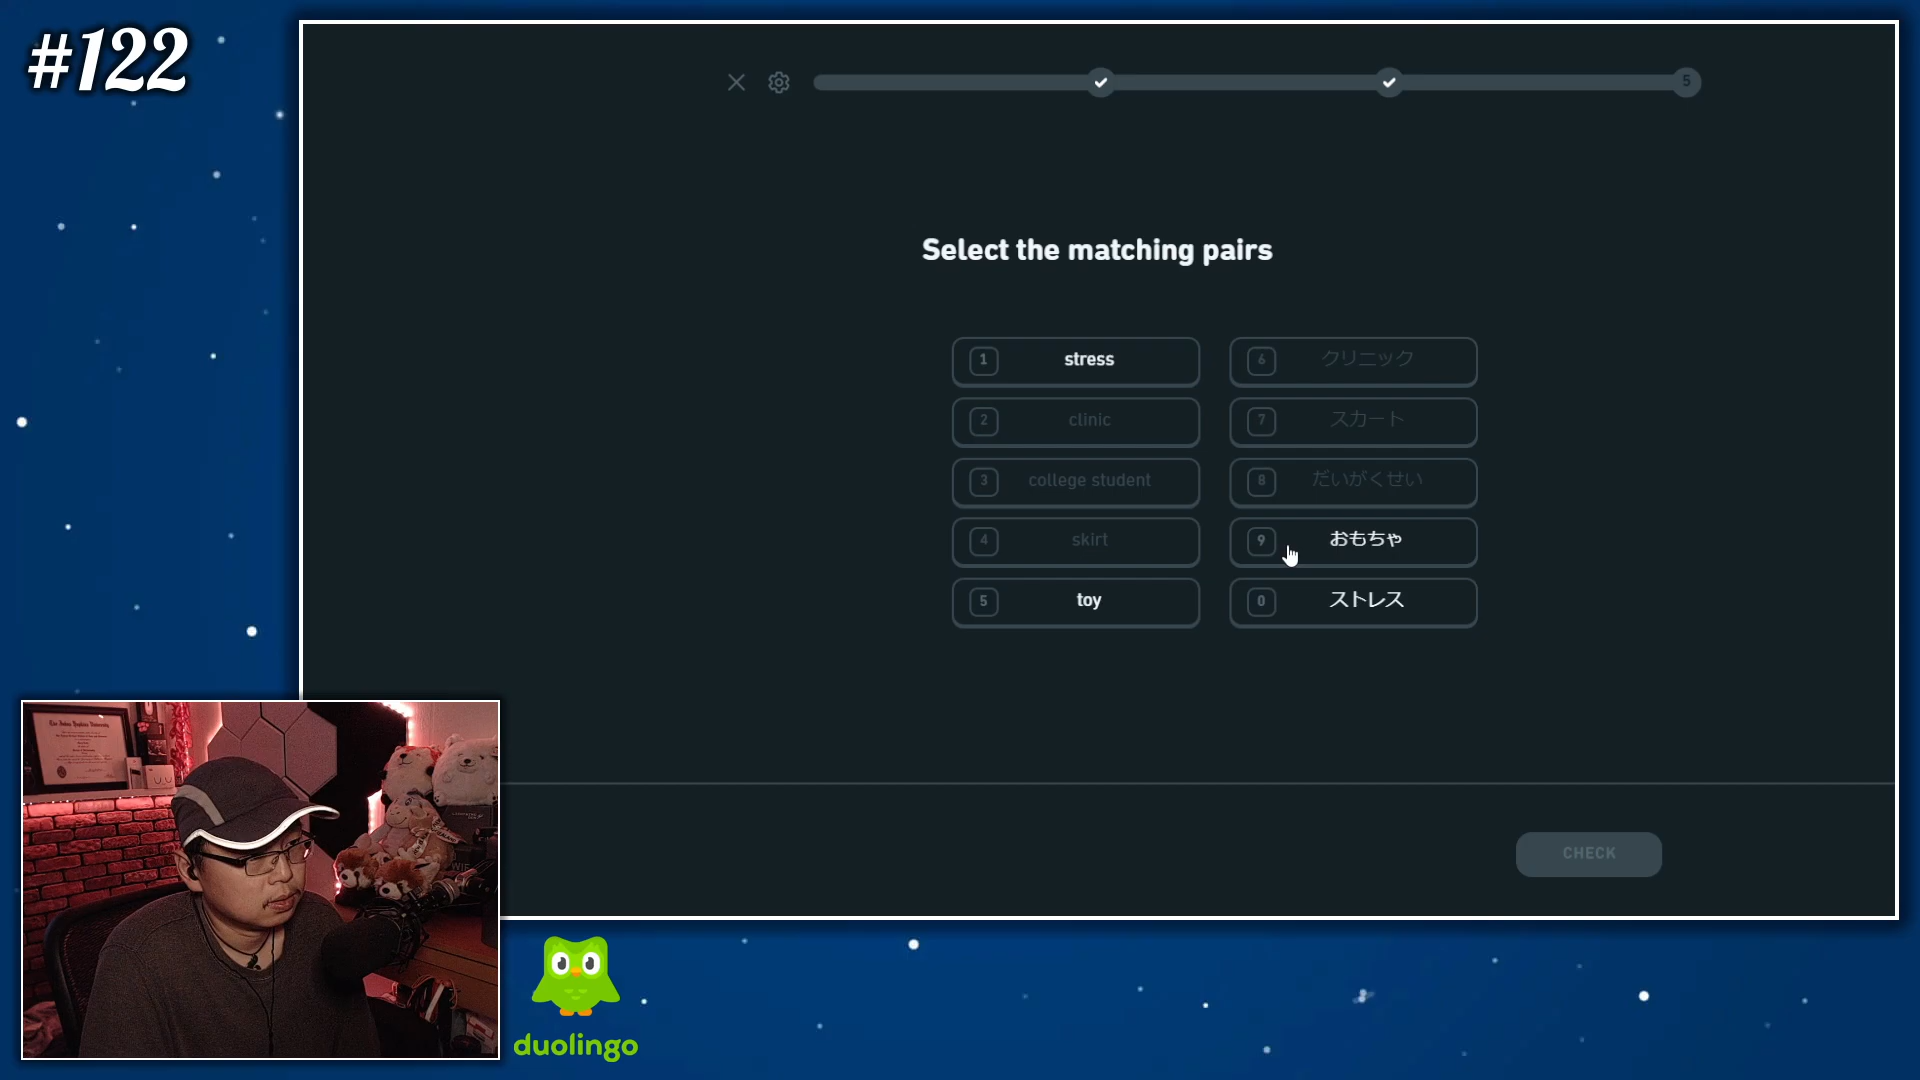 #122
5
Select the matching pairs
1 stress
6 クリニック
2 clinic
7 スカート
3 college student
8 だいがくせい
4 skirt
9 おもちゃ
5 toy
0 ストレス
CHECK
duolingo